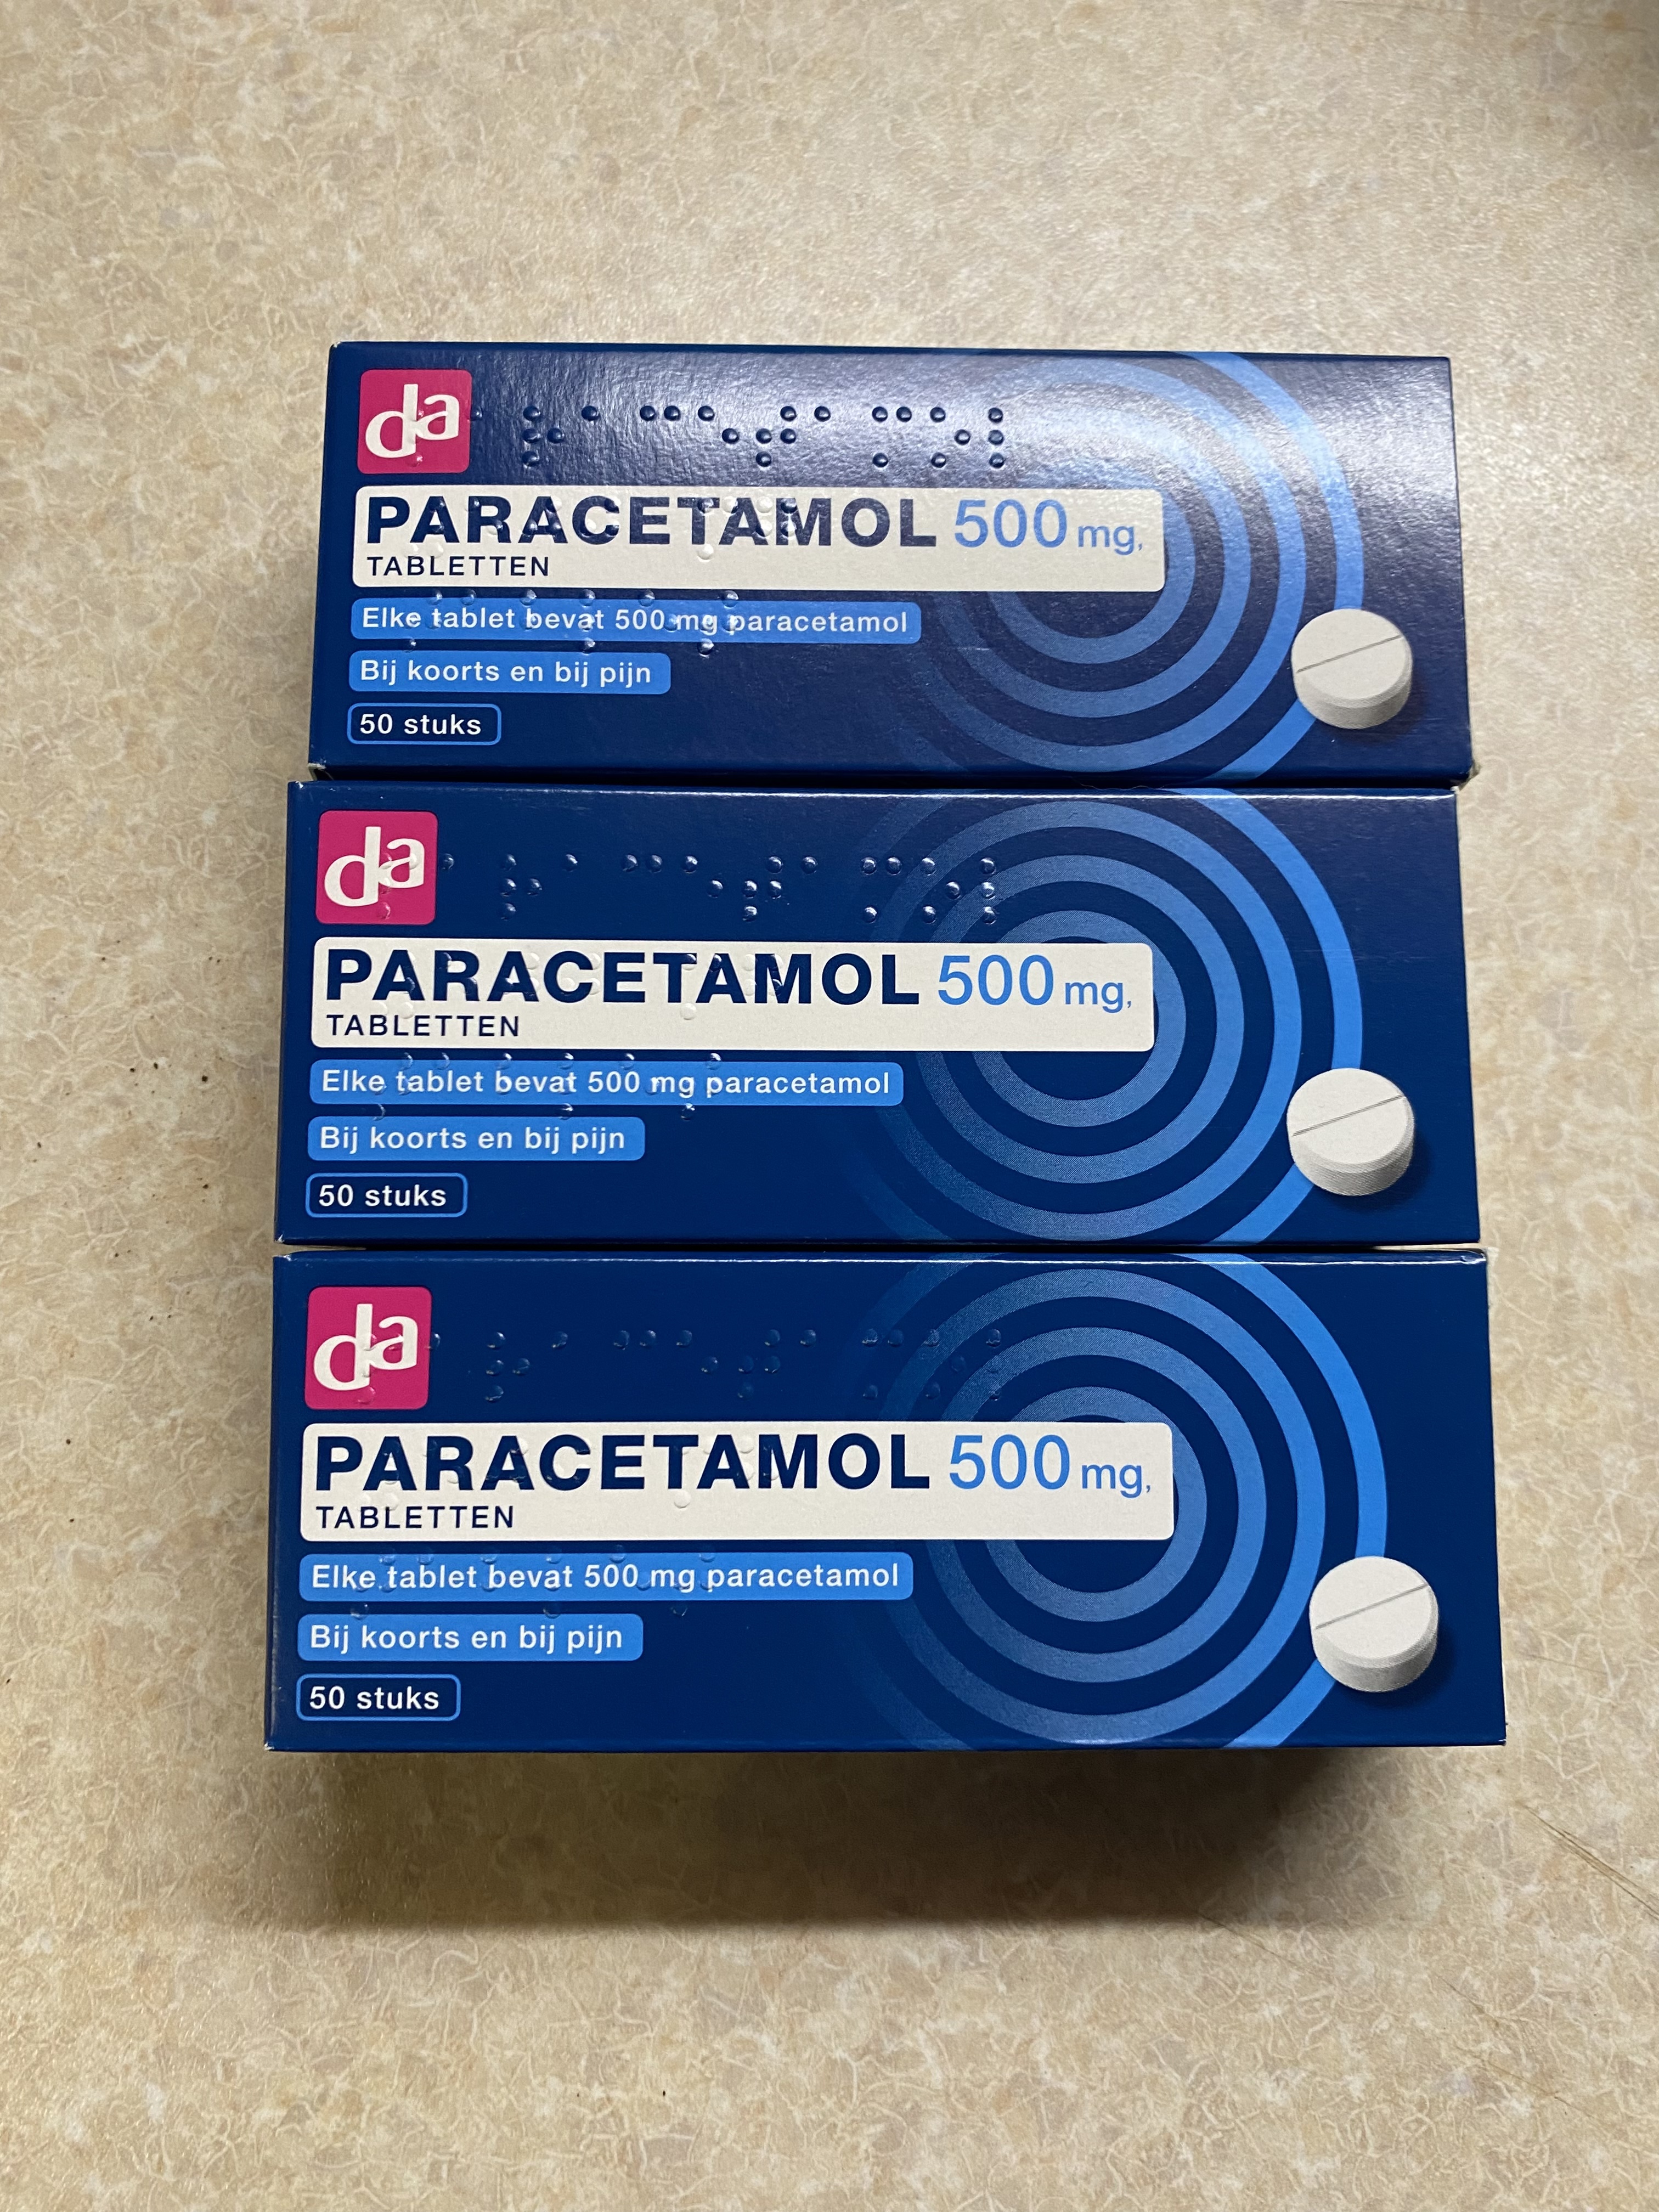 da
PARACETAMOL 500 mg,
TABLETTEN
Elke tablet bevat 500 mg paracetamol
Bij koorts en bij pijn
50 stuks
da
PARACETAMOL 500 mg,
TABLETTEN
Elke tablet bevat 500 mg paracetamol
Bij koorts en bij pijn
50 stuks
da
PARACETAMOL 500 mg,
TABLETTEN
Elke tablet bevat 500 mg paracetamol
Bij koorts en bij pijn
50 stuks